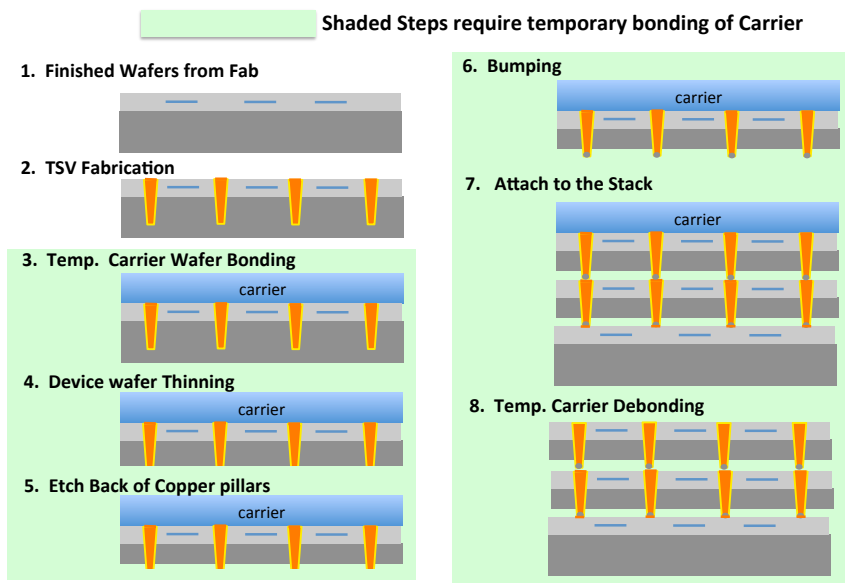 Shaded Steps require temporary bonding of Carrier
1. Finished Wafers from Fab
2. TSV Fabrication
3. Temp. Carrier Wafer Bonding
carrier
4. Device wafer Thinning
carrier
5. Etch Back of Copper pillars
carrier
6. Bumping
carrier
7. Attach to the Stack
carrier
8. Temp. Carrier Debonding